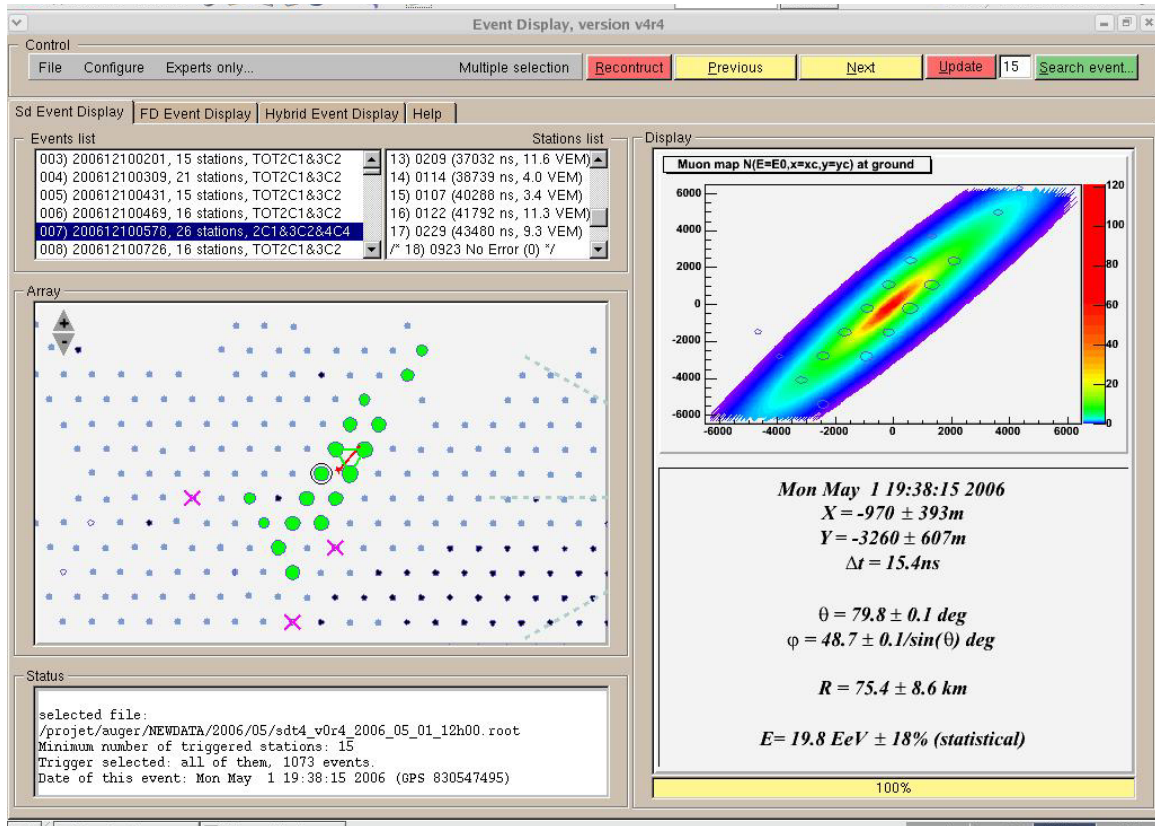 Event Display, version v4r4
Control
File Configure Experts only... Multiple selection Recontruct Previous Next Update 15 Search event...
Sd Event Display FD Event Display Hybrid Event Display Help
Events list
003) 200612100201, 15 stations, TOT2C1&3C2
004) 200612100309, 21 stations, TOT2C1&3C2
005) 200612100431, 15 stations, TOT2C1&3C2
006) 200612100469, 16 stations, TOT2C1&3C2
007) 200612100578, 26 stations, 2C1&3C2&4C4
008) 200612100726, 16 stations, TOT2C1&3C2
Stations list
13) 0209 (37032 ns, 11.6 VEM)
14) 0114 (38739 ns, 4.0 VEM)
15) 0107 (40288 ns, 3.4 VEM)
16) 0122 (41792 ns, 11.3 VEM)
17) 0229 (43480 ns, 9.3 VEM)
/* 18) 0923 No Error (0) */
Array
+
-
Status
selected file:
/projet/auger/NEWDATA/2006/05/sdt4_v0r4_2006_05_01_12h00.root
Minimum number of triggered stations: 15
Trigger selected: all of them, 1073 events.
Date of this event: Mon May 1 19:38:15 2006 (GPS 830547495)
Display
Muon map N(E=E0,x=xc,y=yc) at ground
6000
4000
2000
0
-2000
-4000
-6000
-6000 -4000 -2000 0 2000 4000 6000
120
100
80
60
40
20
0
Mon May 1 19:38:15 2006
X = -970 ± 393m
Y = -3260 ± 607m
Δt = 15.4ns
θ = 79.8 ± 0.1 deg
φ = 48.7 ± 0.1/sin(θ) deg
R = 75.4 ± 8.6 km
E= 19.8 EeV ± 18% (statistical)
100%